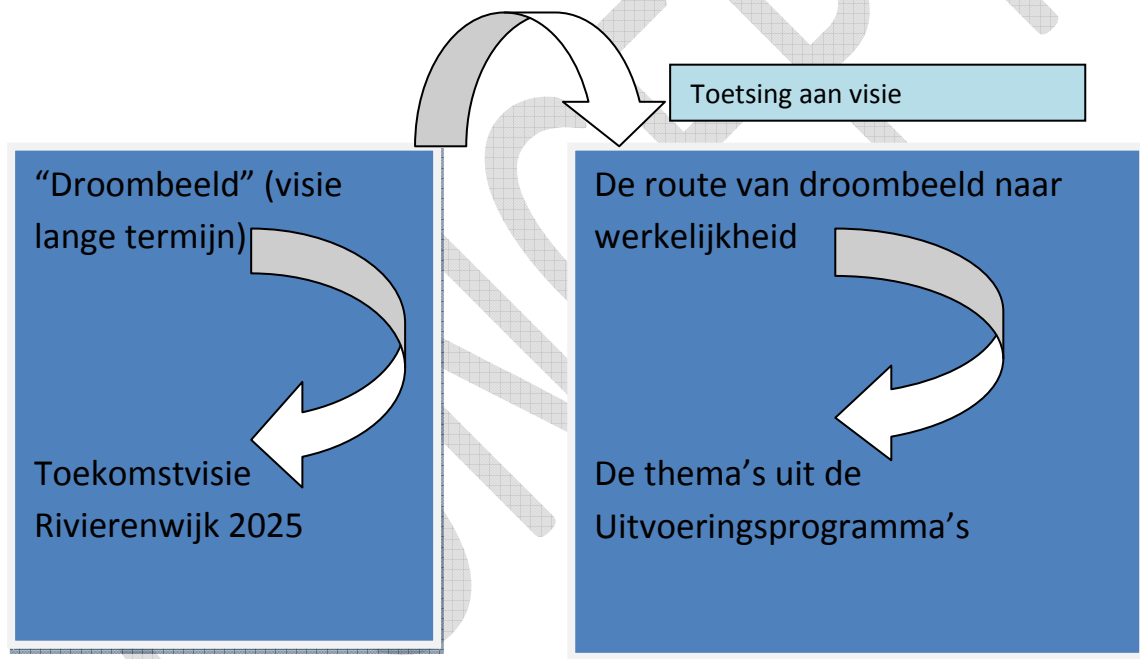 Toetsing aan visie
“Droombeeld” (visie
lange termijn)
Toekomstvisie
Rivierenwijk 2025
De route van droombeeld naar
werkelijkheid
De thema’s uit de
Uitvoeringsprogramma’s